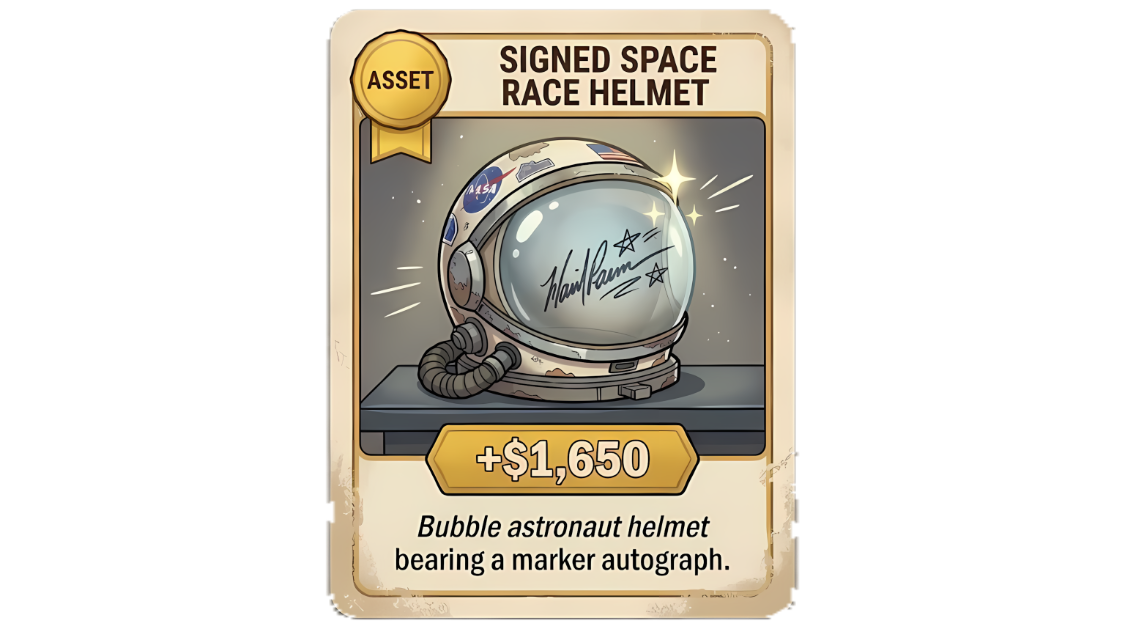 ASSET
SIGNED SPACE
RACE HELMET
NASA
+$1,650
Bubble astronaut helmet
bearing a marker autograph.